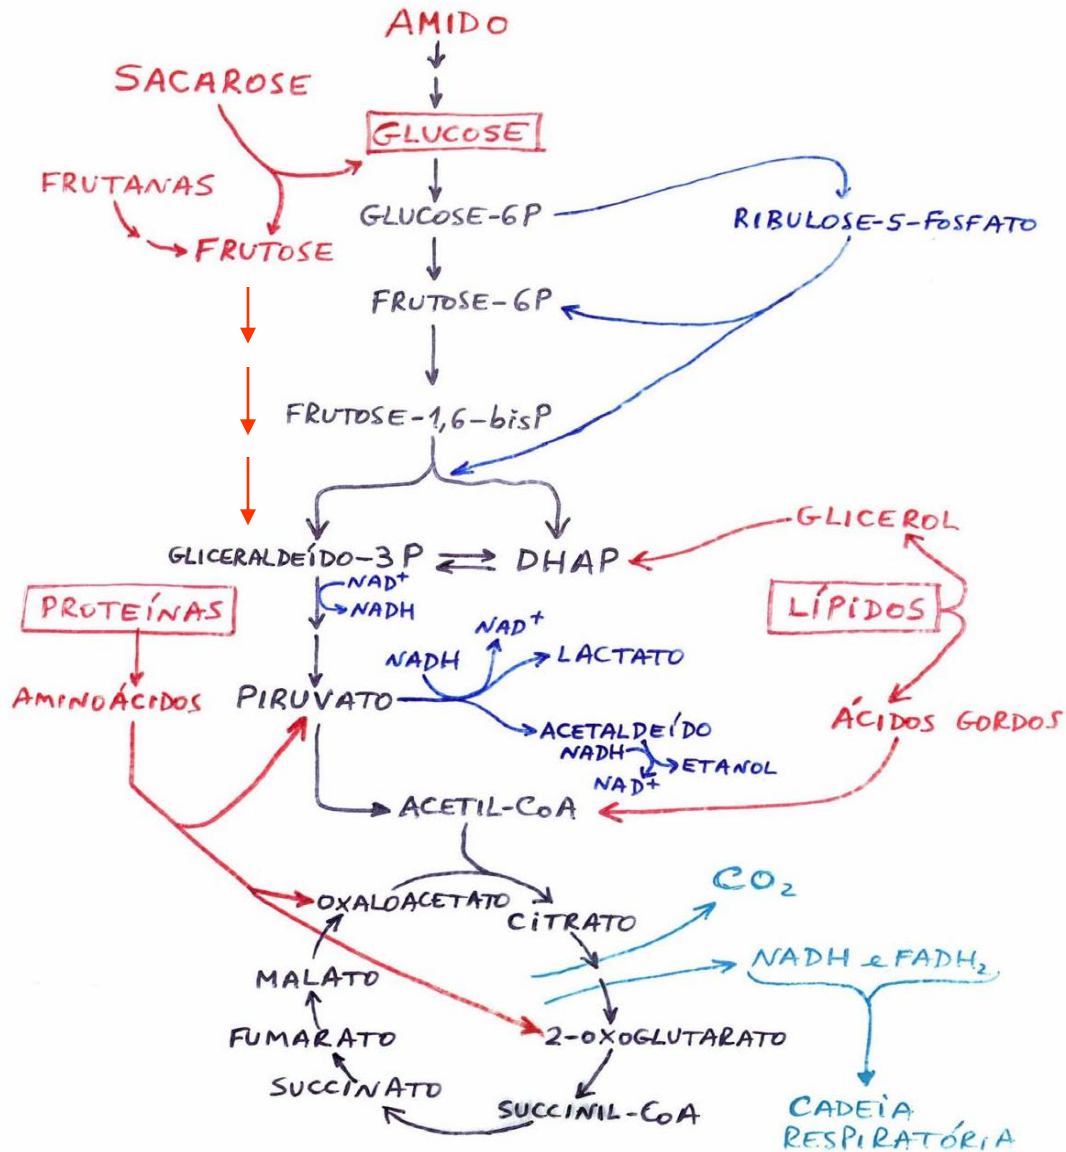 AMIDO
SACAROSE
GLUCOSE
FRUTANAS
GLUCOSE-6P
RIBULOSE-5-FOSFATO
FRUTOSE
FRUTOSE-6P
FRUTOSE-1,6-bisP
GLICEROL
GLICERALDEÍDO-3P
DHAP
NAD+
NADH
PROTEÍNAS
LÍPIDOS
NAD+
NADH
LACTATO
AMINOÁCIDOS
PIRUVATO
ÁCIDOS GORDOS
ACETALDEÍDO
NADH
ETANOL
NAD+
ACETIL-CoA
CO2
OXALOACETATO
CITRATO
NADH e FADH2
MALATO
FUMARATO
2-OXOGLUTARATO
SUCCINATO
SUCCINIL-CoA
CADEIA
RESPIRATÓRIA